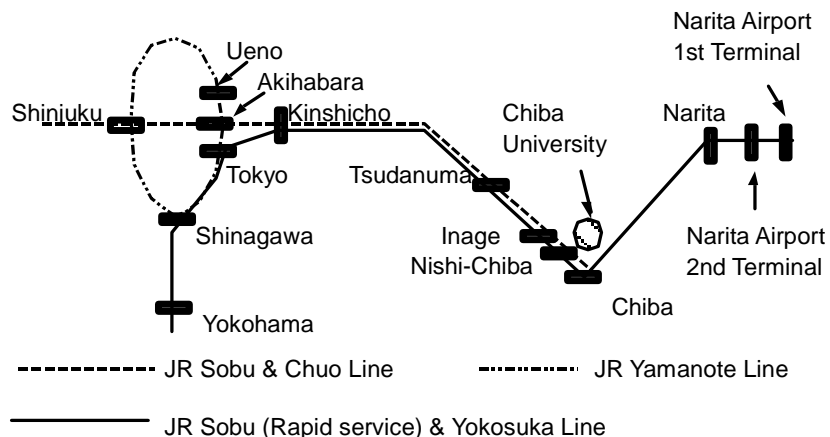 Ueno
Akihabara
Shinjuku
Kinshicho
Tokyo
Shinagawa
Yokohama
Tsudanuma
Inage
Nishi-Chiba
Chiba
University
Chiba
Narita
Narita Airport
1st Terminal
Narita Airport
2nd Terminal
JR Sobu & Chuo Line
JR Yamanote Line
JR Sobu (Rapid service) & Yokosuka Line